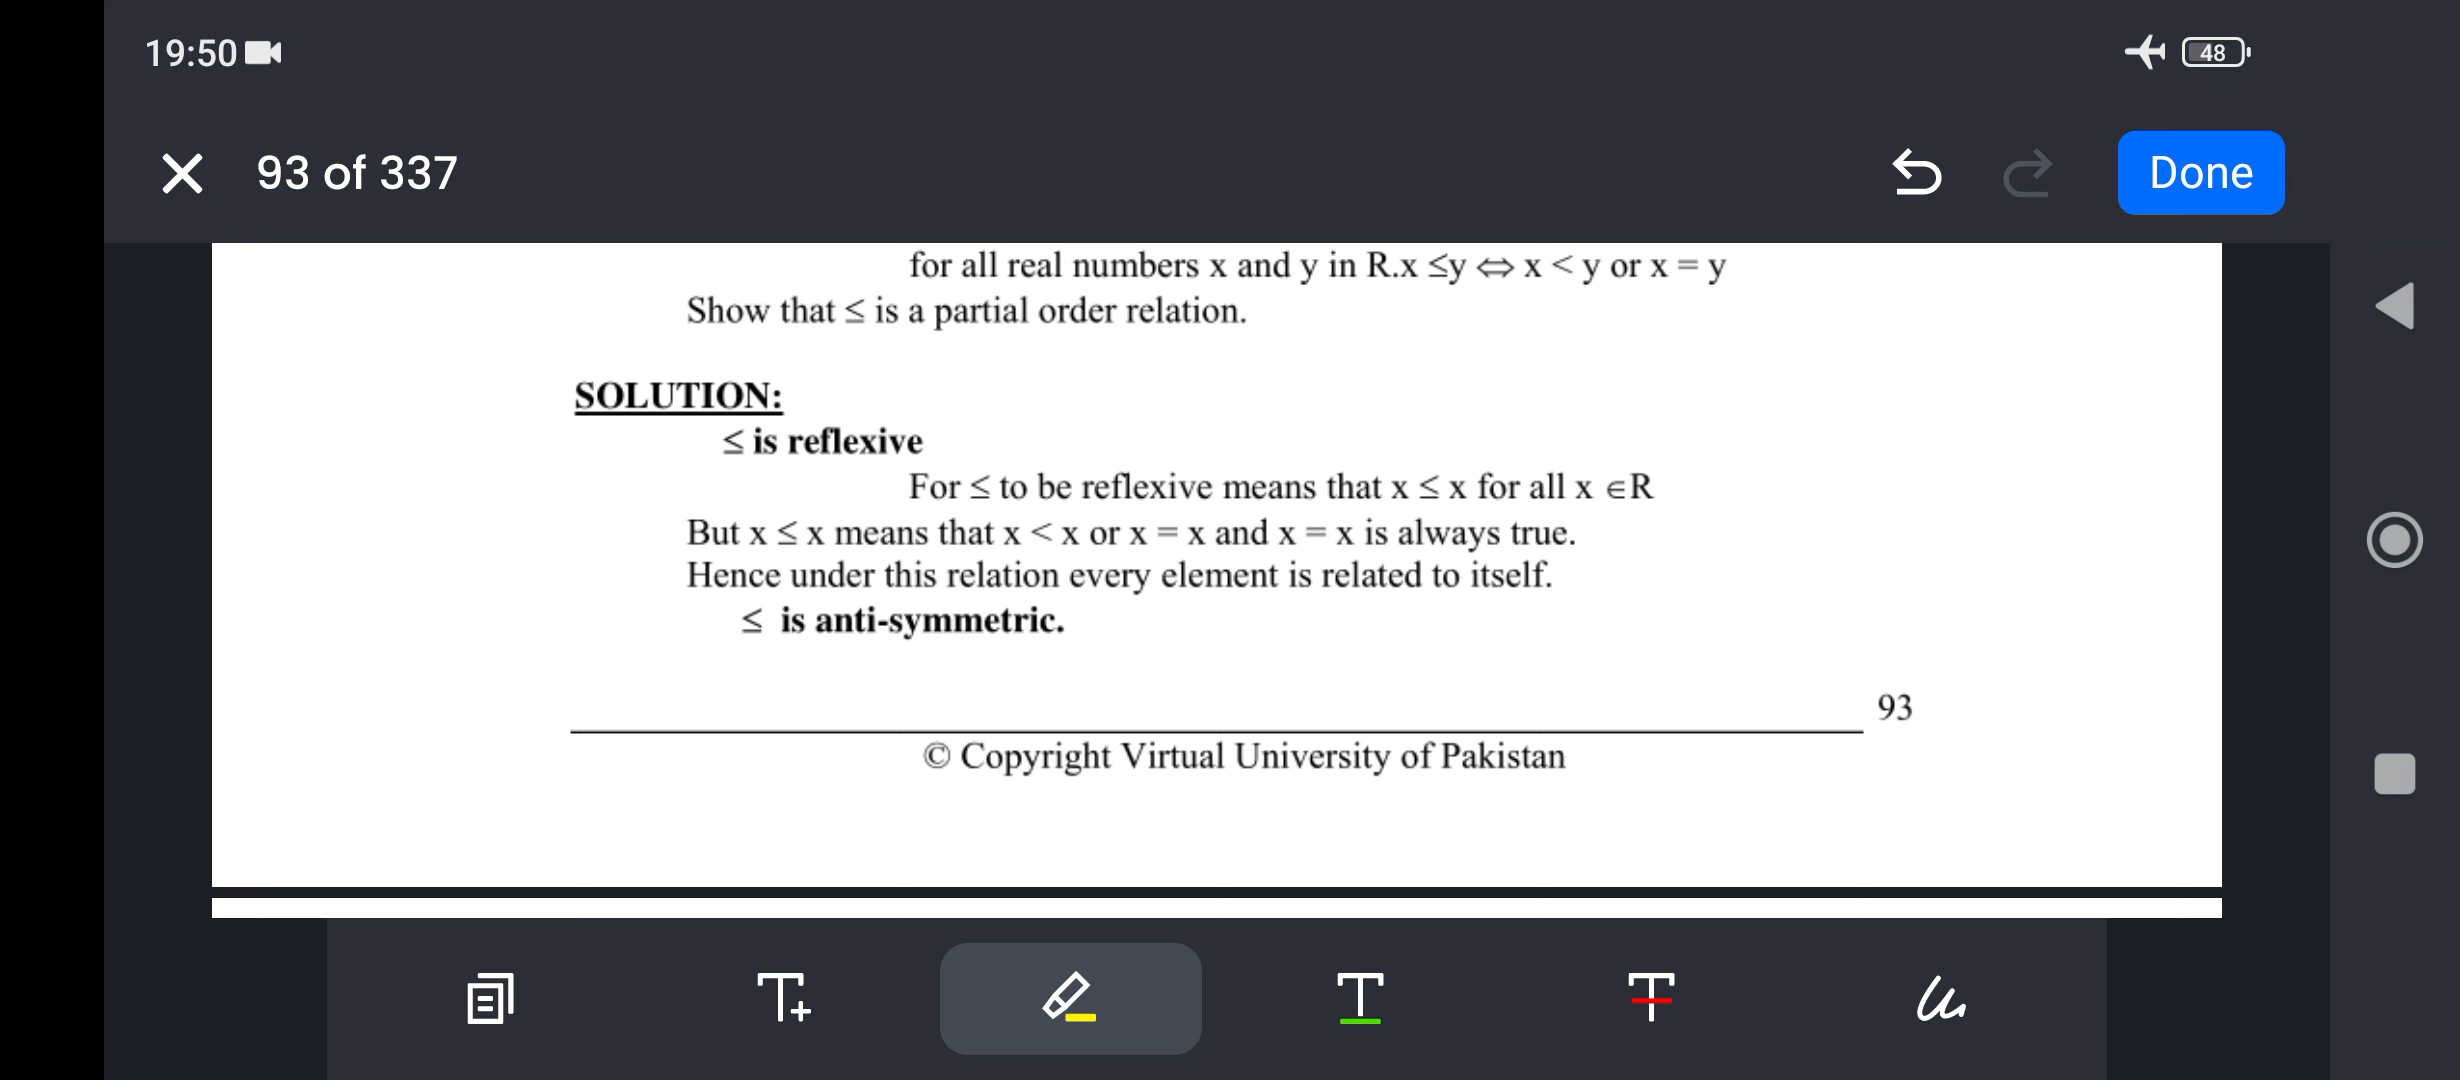 19:50
48
93 of 337
Done
for all real numbers x and y in R.x ≤y ⇔ x < y or x = y
Show that ≤ is a partial order relation.
SOLUTION:
≤ is reflexive
For ≤ to be reflexive means that x ≤ x for all x ∈R
But x ≤ x means that x < x or x = x and x = x is always true.
Hence under this relation every element is related to itself.
≤ is anti-symmetric.
93
© Copyright Virtual University of Pakistan